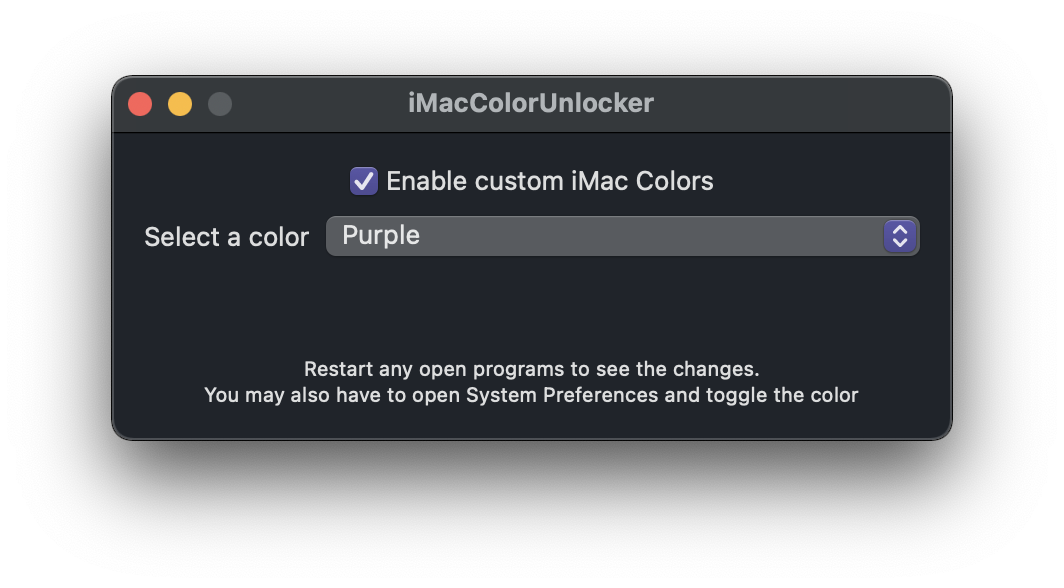 iMacColorUnlocker
Enable custom iMac Colors
Select a color Purple
Restart any open programs to see the changes.
You may also have to open System Preferences and toggle the color